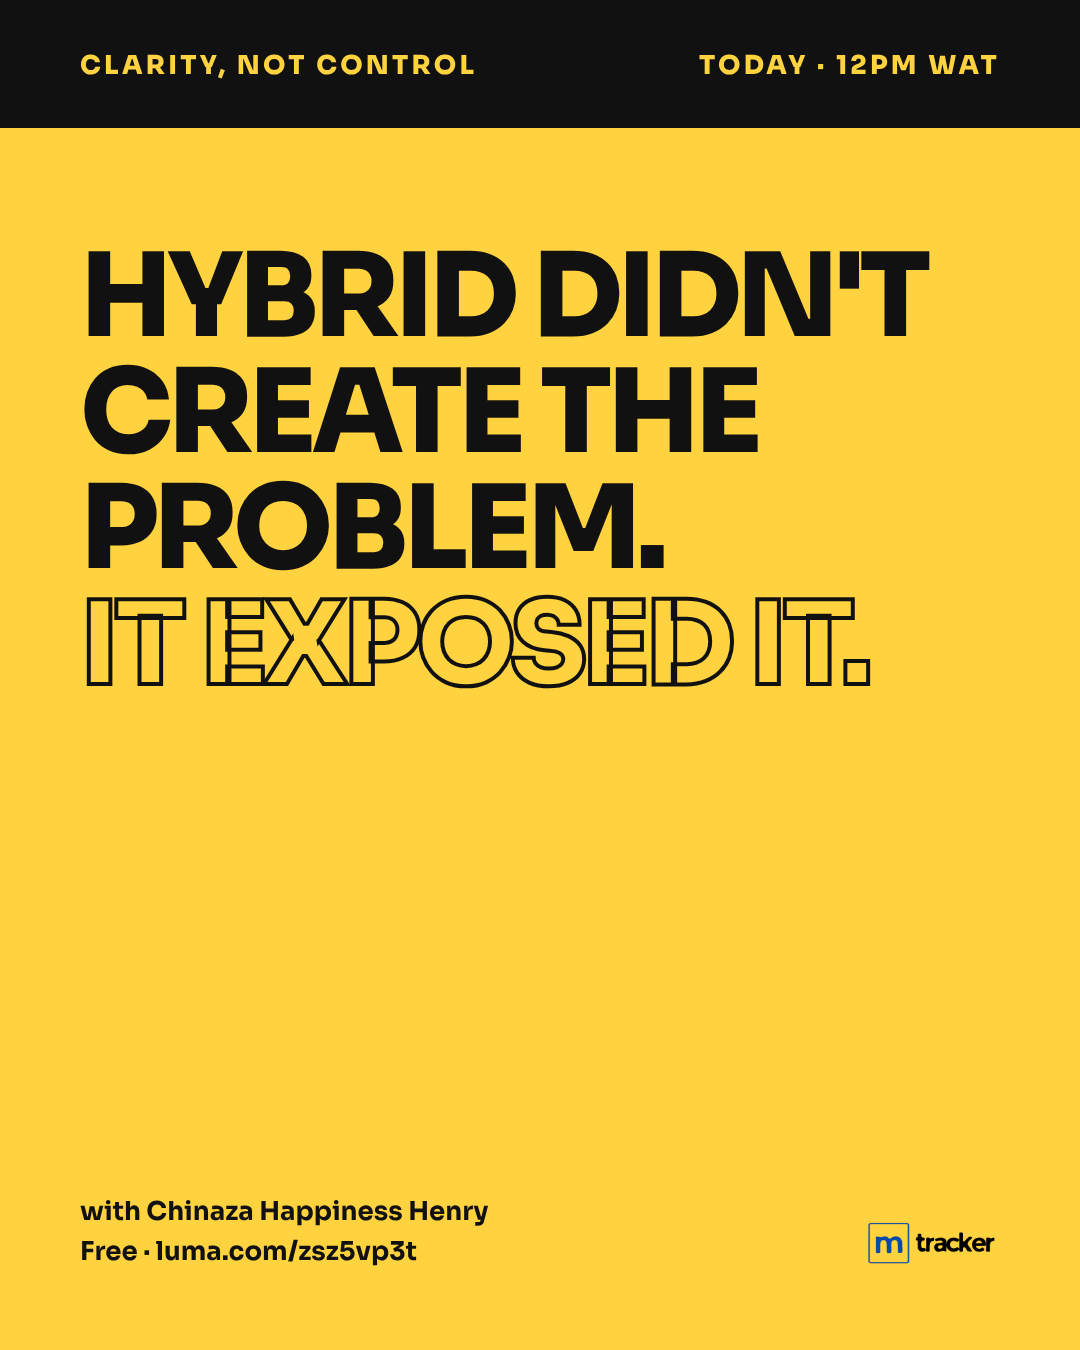 CLARITY, NOT CONTROL
TODAY · 12PM WAT
HYBRID DIDN'T
CREATE THE
PROBLEM.
IT EXPOSED IT.
with Chinaza Happiness Henry
Free · luma.com/zsz5vp3t
m tracker